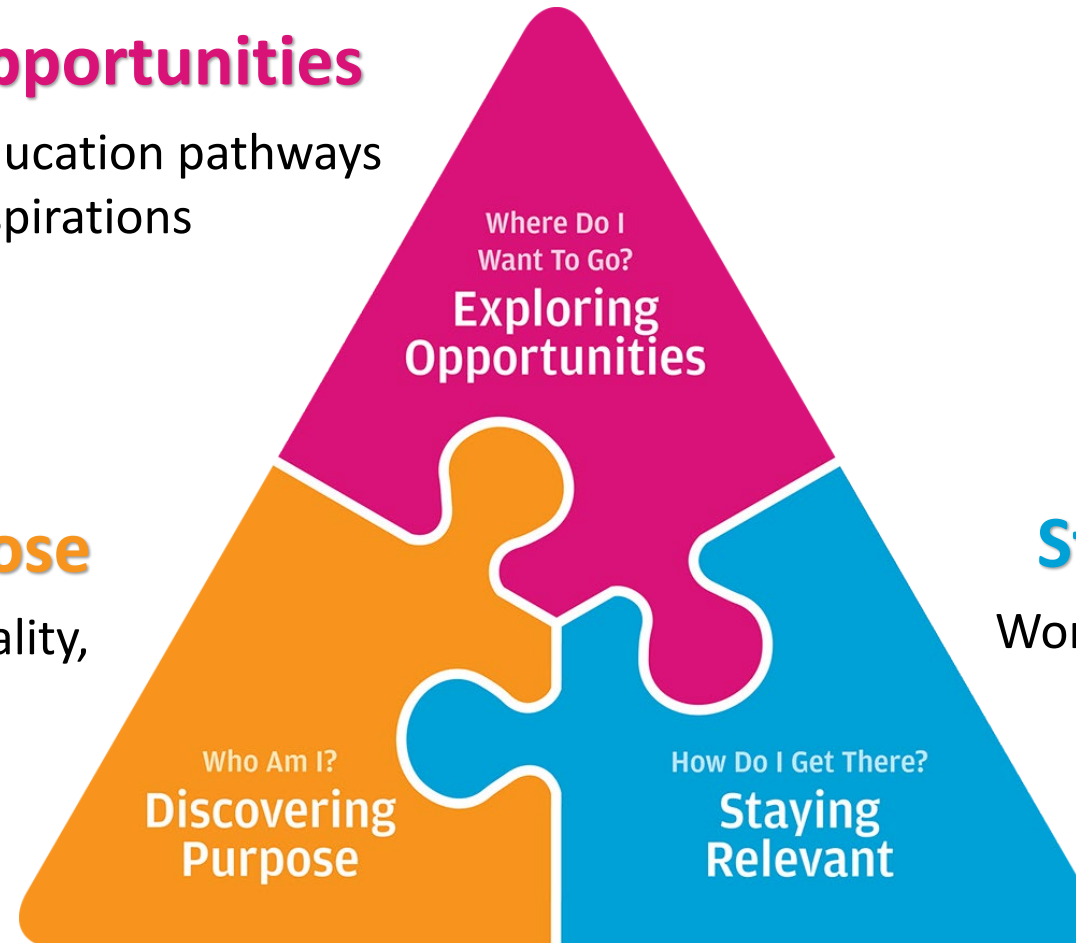 pportunities
ucation pathways
spirations
Where Do I
Want To Go?
Exploring
Opportunities
ose
ality,
St
Wor
Who Am I?
Discovering
Purpose
How Do I Get There?
Staying
Relevant